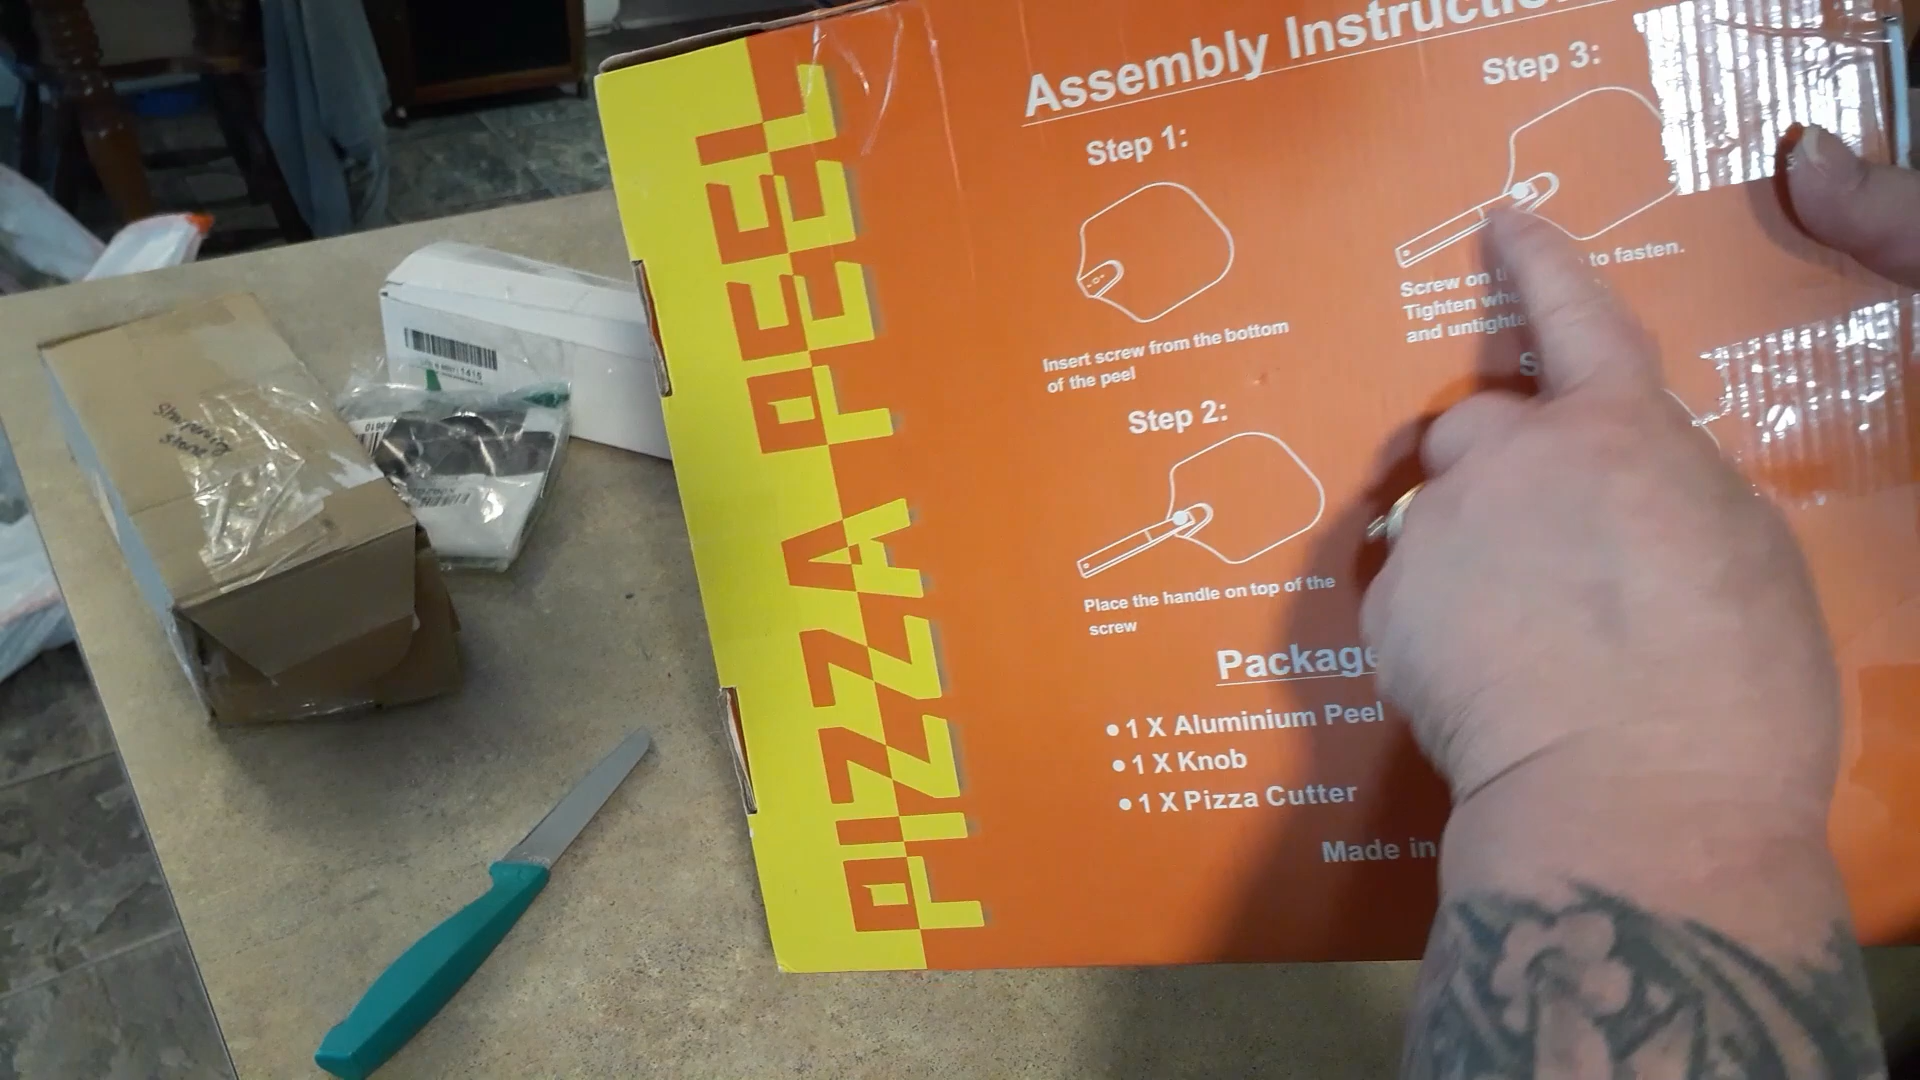 PIZZA PEEL
Assembly Instructio
Step 1:
Insert screw from the bottom
of the peel
Step 2:
Place the handle on top of the
screw
Step 3:
Screw on to fasten.
Tighten
and
Package
• 1 X Aluminium Peel
• 1 X Knob
• 1 X Pizza Cutter
Made in
Sharpening
Stone